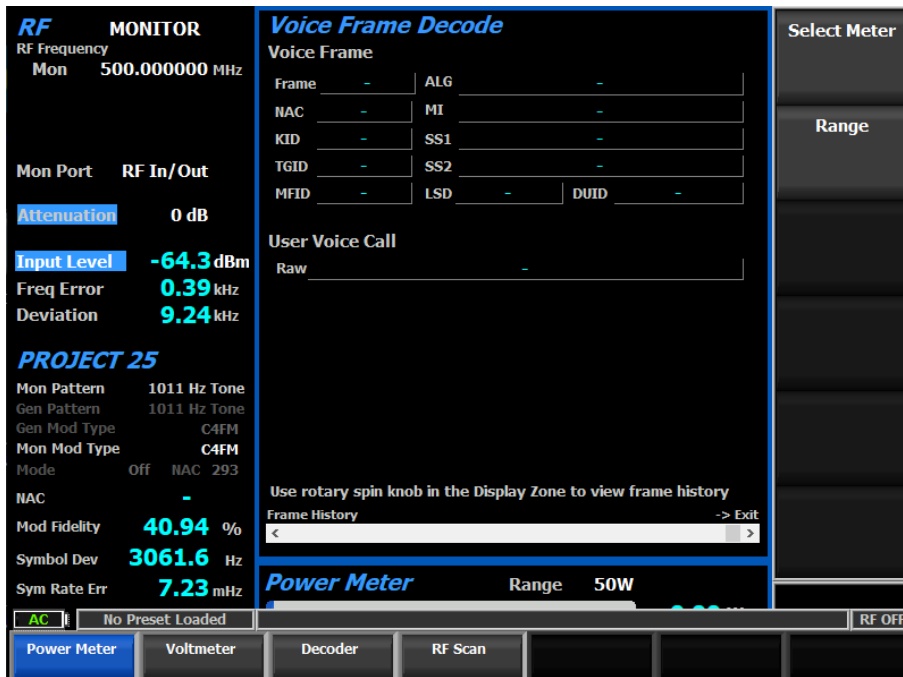 RF MONITOR
RF Frequency
Mon 500.000000 MHz
Mon Port RF In/Out
Attenuation 0 dB
Input Level -64.3 dBm
Freq Error 0.39 kHz
Deviation 9.24 kHz
PROJECT 25
Mon Pattern 1011 Hz Tone
Gen Pattern 1011 Hz Tone
Gen Mod Type C4FM
Mon Mod Type C4FM
Mode Off NAC 293
NAC -
Mod Fidelity 40.94 %
Symbol Dev 3061.6 Hz
Sym Rate Err 7.23 mHz
Voice Frame Decode
Voice Frame
Frame - ALG -
NAC - MI -
KID - SS1 -
TGID - SS2 -
MFID - LSD - DUID -
User Voice Call
Raw -
Use rotary spin knob in the Display Zone to view frame history
Frame History -> Exit
< >
Power Meter Range 50W
Select Meter
Range
AC No Preset Loaded RF OFF
Power Meter Voltmeter Decoder RF Scan